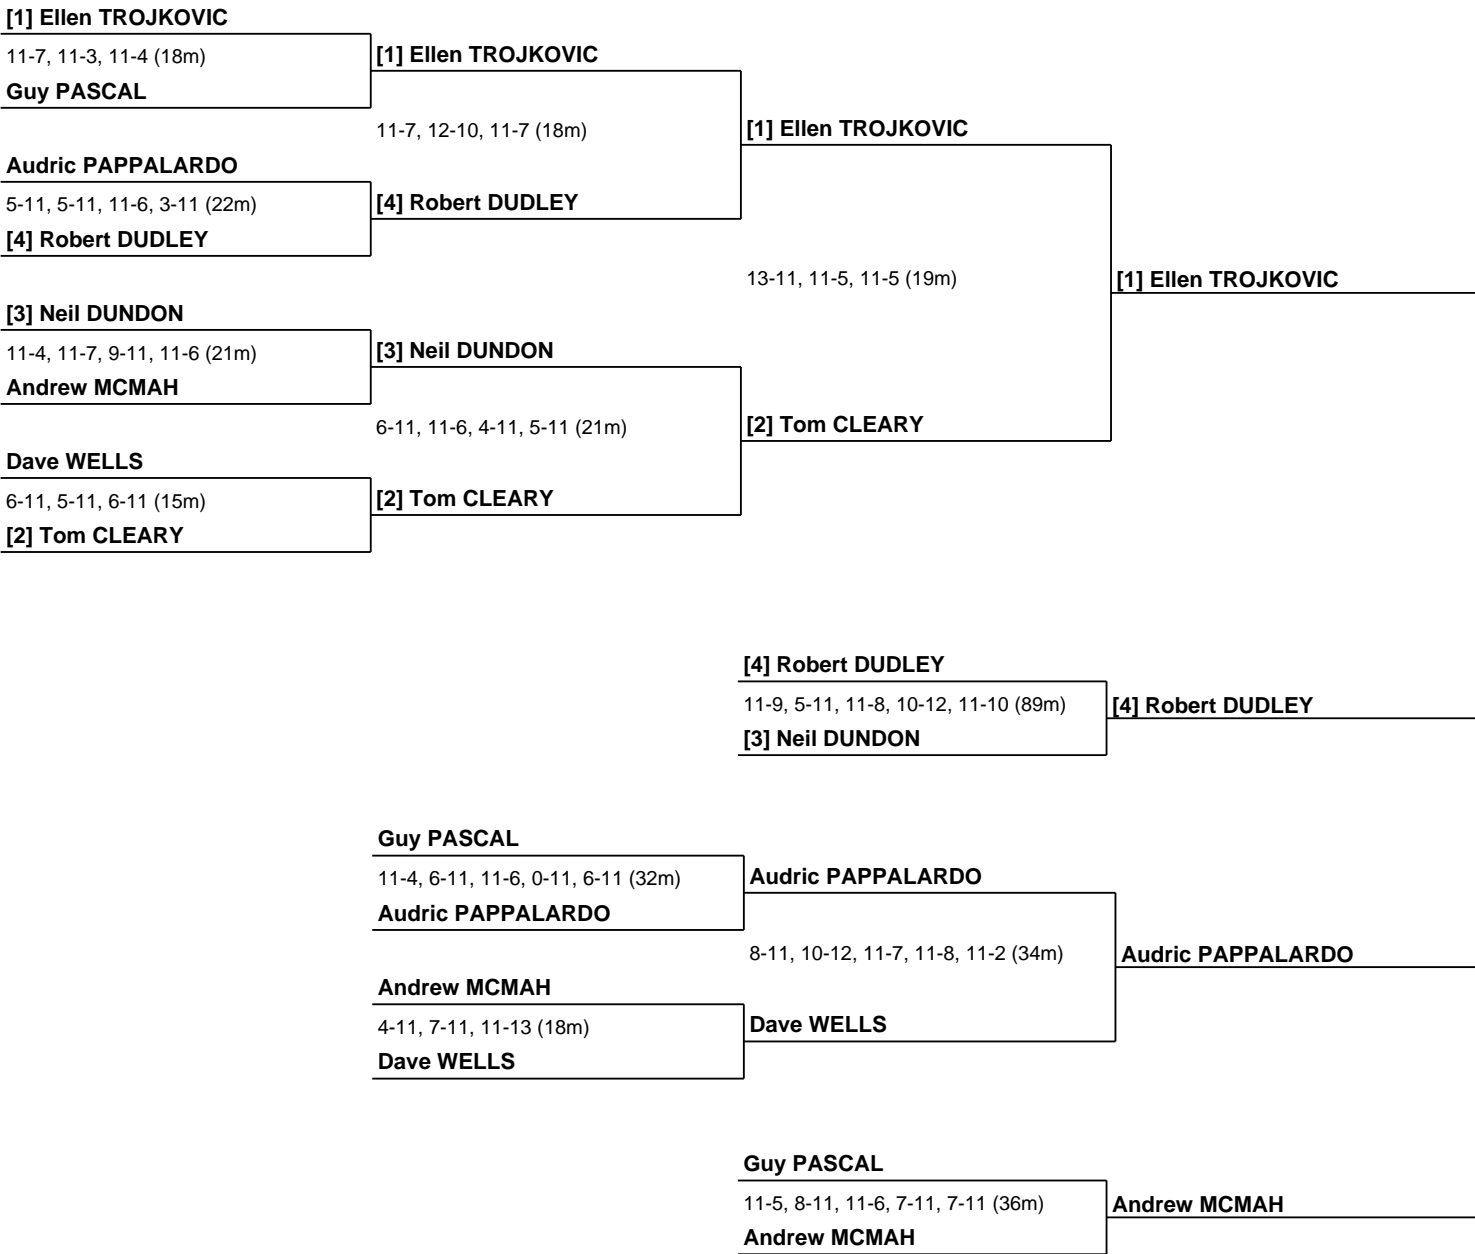 [1] Ellen TROJKOVIC
11-7, 11-3, 11-4 (18m)
Guy PASCAL
[1] Ellen TROJKOVIC
11-7, 12-10, 11-7 (18m)
Audric PAPPALARDO
5-11, 5-11, 11-6, 3-11 (22m)
[4] Robert DUDLEY
[4] Robert DUDLEY
[1] Ellen TROJKOVIC
13-11, 11-5, 11-5 (19m)
[1] Ellen TROJKOVIC
[3] Neil DUNDON
11-4, 11-7, 9-11, 11-6 (21m)
Andrew MCMAH
[3] Neil DUNDON
6-11, 11-6, 4-11, 5-11 (21m)
Dave WELLS
6-11, 5-11, 6-11 (15m)
[2] Tom CLEARY
[2] Tom CLEARY
[2] Tom CLEARY
[4] Robert DUDLEY
11-9, 5-11, 11-8, 10-12, 11-10 (89m)
[3] Neil DUNDON
[4] Robert DUDLEY
Guy PASCAL
11-4, 6-11, 11-6, 0-11, 6-11 (32m)
Audric PAPPALARDO
Audric PAPPALARDO
8-11, 10-12, 11-7, 11-8, 11-2 (34m)
Audric PAPPALARDO
Andrew MCMAH
4-11, 7-11, 11-13 (18m)
Dave WELLS
Dave WELLS
Guy PASCAL
11-5, 8-11, 11-6, 7-11, 7-11 (36m)
Andrew MCMAH
Andrew MCMAH